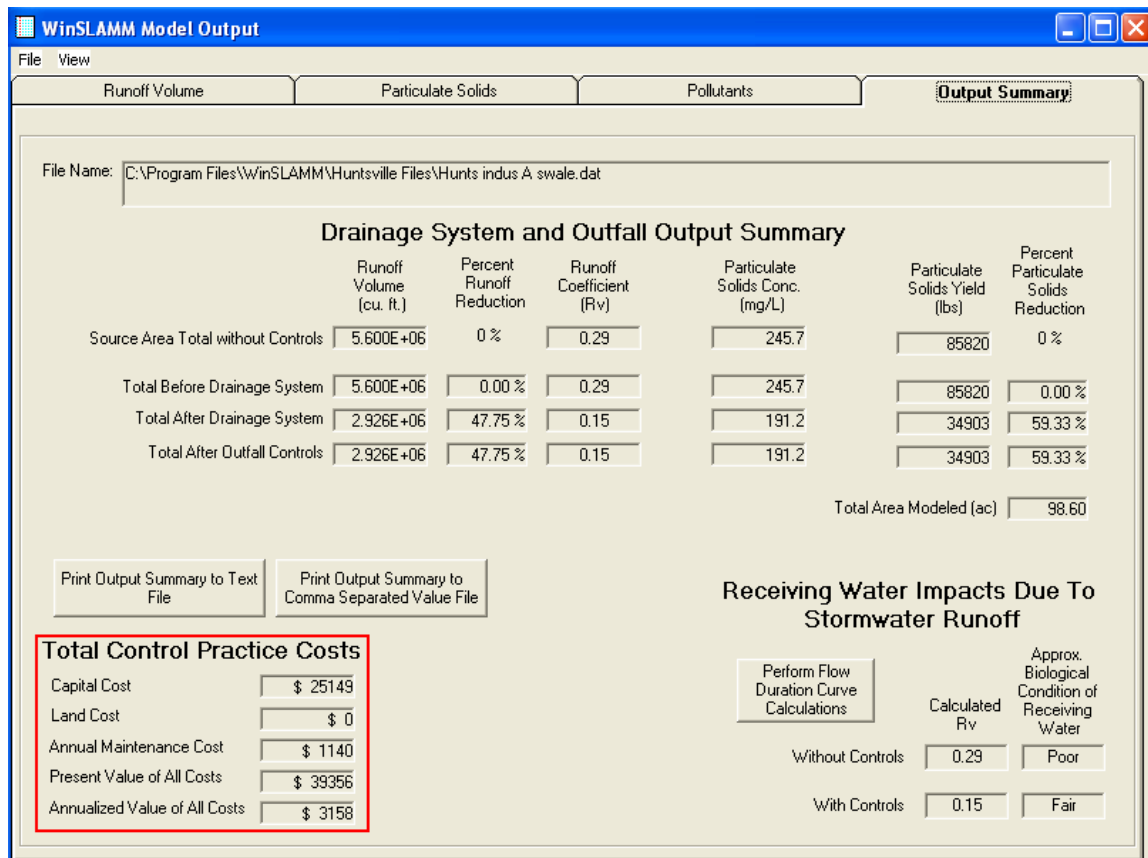 WinSLAMM Model Output
File View
Runoff Volume Particulate Solids Pollutants Output Summary
File Name: C:\Program Files\WinSLAMM\Huntsville Files\Hunts indus A swale.dat
Drainage System and Outfall Output Summary
Runoff Volume (cu. ft.) Percent Runoff Reduction Runoff Coefficient (Rv) Particulate Solids Conc. (mg/L) Particulate Solids Yield (lbs) Percent Particulate Solids Reduction
Source Area Total without Controls 5.600E+06 0 % 0.29 245.7 85820 0 %
Total Before Drainage System 5.600E+06 0.00 % 0.29 245.7 85820 0.00 %
Total After Drainage System 2.926E+06 47.75 % 0.15 191.2 34903 59.33 %
Total After Outfall Controls 2.926E+06 47.75 % 0.15 191.2 34903 59.33 %
Total Area Modeled (ac) 98.60
Print Output Summary to Text
File
Print Output Summary to
Comma Separated Value File
Total Control Practice Costs
Capital Cost $ 25149
Land Cost $ 0
Annual Maintenance Cost $ 1140
Present Value of All Costs $ 39356
Annualized Value of All Costs $ 3158
Receiving Water Impacts Due To
Stormwater Runoff
Perform Flow
Duration Curve
Calculations
Calculated
Rv
Approx.
Biological
Condition of
Receiving
Water
Without Controls 0.29 Poor
With Controls 0.15 Fair